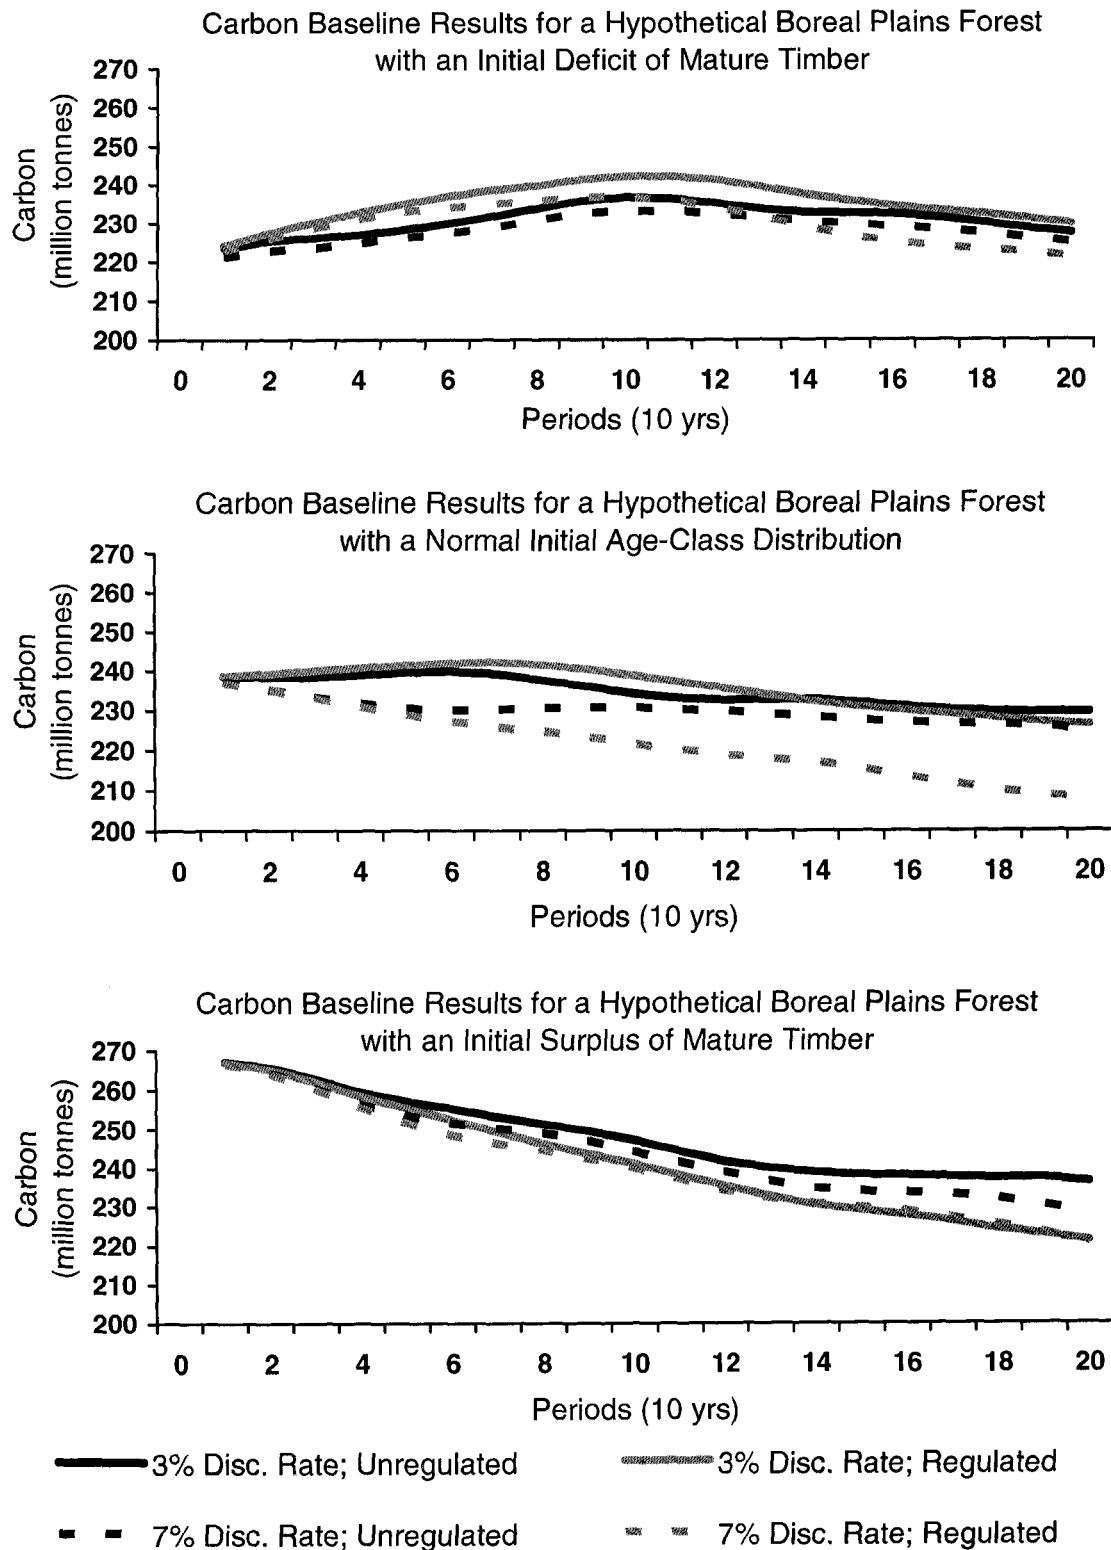 Carbon Baseline Results for a Hypothetical Boreal Plains Forest
with an Initial Deficit of Mature Timber
270
260
250
240
230
220
210
200
Carbon
(million tonnes)
0 2 4 6 8 10 12 14 16 18 20
Periods (10 yrs)
Carbon Baseline Results for a Hypothetical Boreal Plains Forest
with a Normal Initial Age-Class Distribution
270
260
250
240
230
220
210
200
Carbon
(million tonnes)
0 2 4 6 8 10 12 14 16 18 20
Periods (10 yrs)
Carbon Baseline Results for a Hypothetical Boreal Plains Forest
with an Initial Surplus of Mature Timber
270
260
250
240
230
220
210
200
Carbon
(million tonnes)
0 2 4 6 8 10 12 14 16 18 20
Periods (10 yrs)
3% Disc. Rate; Unregulated 3% Disc. Rate; Regulated
7% Disc. Rate; Unregulated 7% Disc. Rate; Regulated